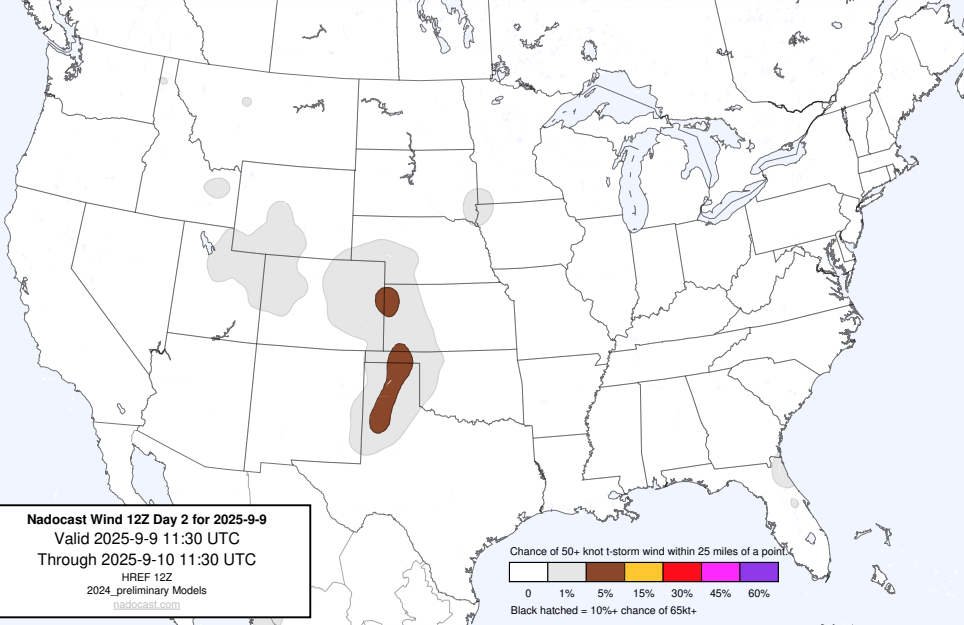 Nadocast Wind 12Z Day 2 for 2025-9-9
Valid 2025-9-9 11:30 UTC
Through 2025-9-10 11:30 UTC
HREF 12Z
2024_preliminary Models
nadocast.com
Chance of 50+ knot t-storm wind within 25 miles of a point.
0 1% 5% 15% 30% 45% 60%
Black hatched = 10%+ chance of 65kt+